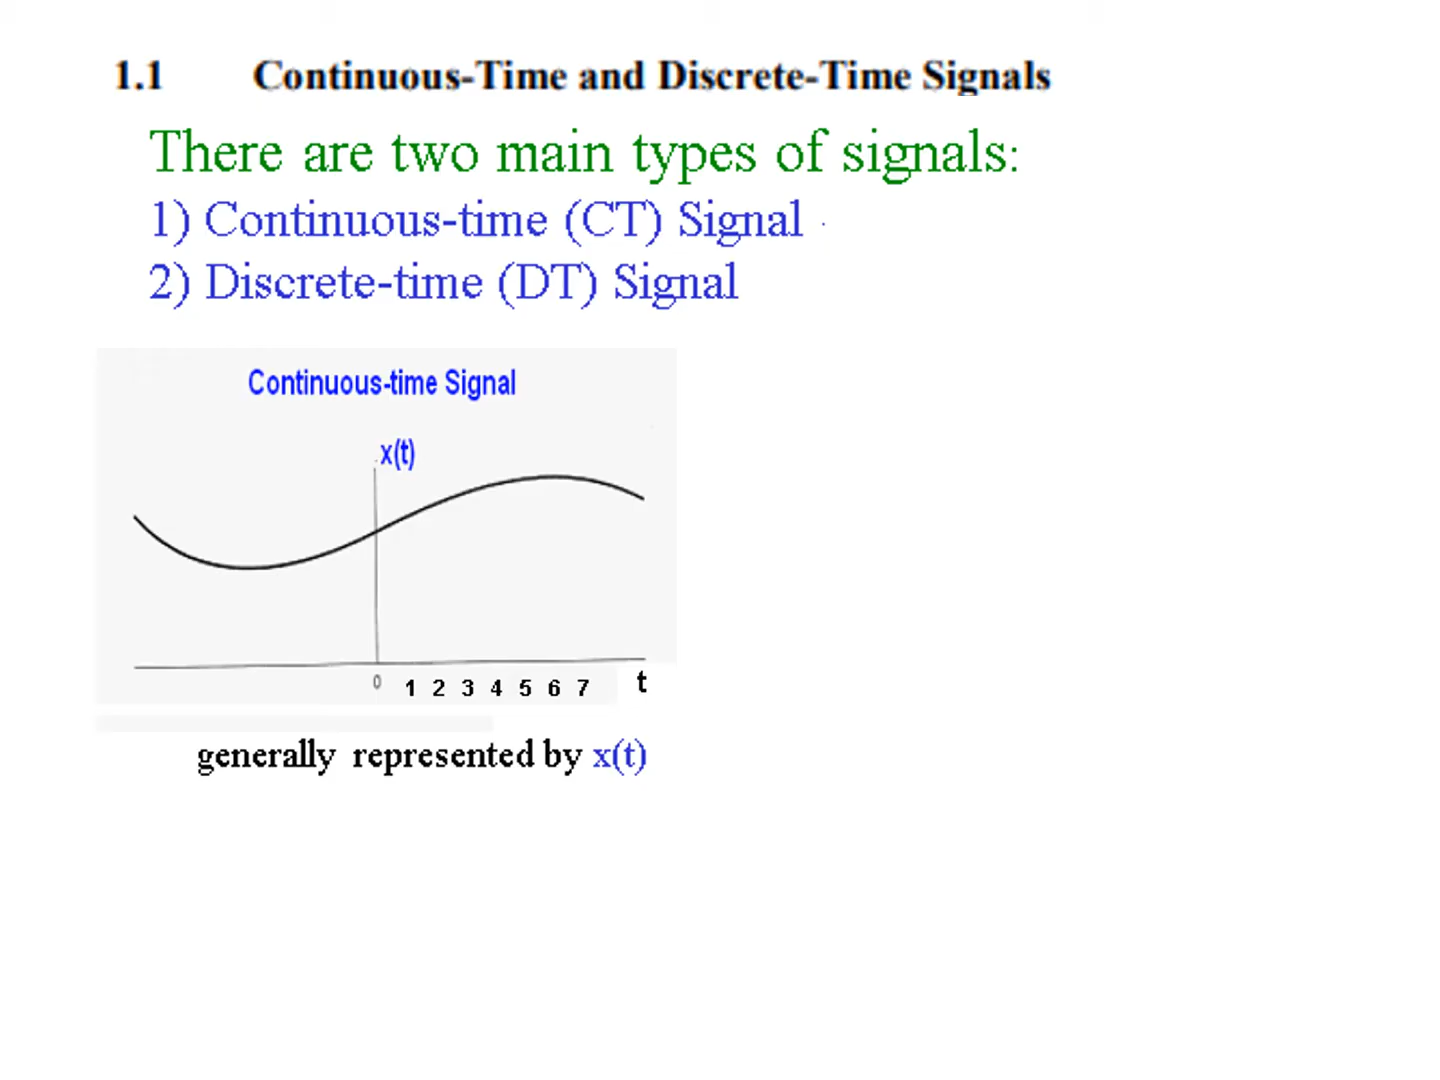 1.1 Continuous-Time and Discrete-Time Signals
There are two main types of signals:
1) Continuous-time (CT) Signal
2) Discrete-time (DT) Signal
Continuous-time Signal
x(t)
0 1 2 3 4 5 6 7 t
generally represented by x(t)